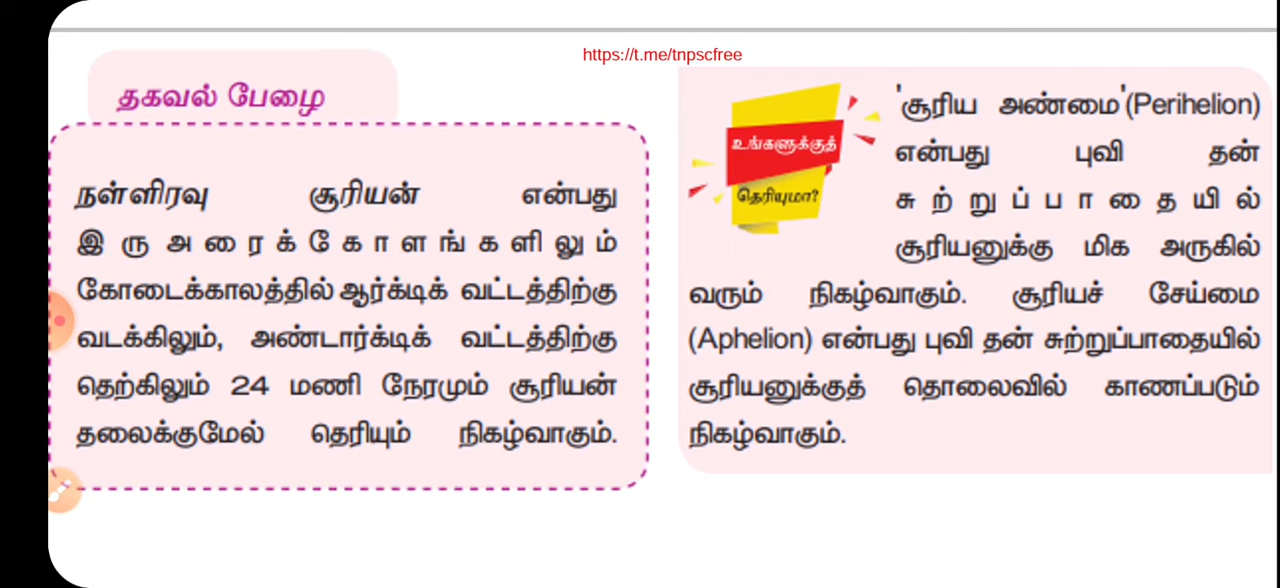 https://t.me/tnpscfree
தகவல் பேழை
நள்ளிரவு சூரியன் என்பது
இரு அரைக்கோளங்களிலும்
கோடைக்காலத்தில் ஆர்க்டிக் வட்டத்திற்கு
வடக்கிலும், அண்டார்க்டிக் வட்டத்திற்கு
தெற்கிலும் 24 மணி நேரமும் சூரியன்
தலைக்குமேல் தெரியும் நிகழ்வாகும்.
உங்களுக்குத்
தெரியுமா?
'சூரிய அண்மை'(Perihelion)
என்பது புவி தன்
சுற்றுப்பாதையில்
சூரியனுக்கு மிக அருகில்
வரும் நிகழ்வாகும். சூரியச் சேய்மை
(Aphelion) என்பது புவி தன் சுற்றுப்பாதையில்
சூரியனுக்குத் தொலைவில் காணப்படும்
நிகழ்வாகும்.